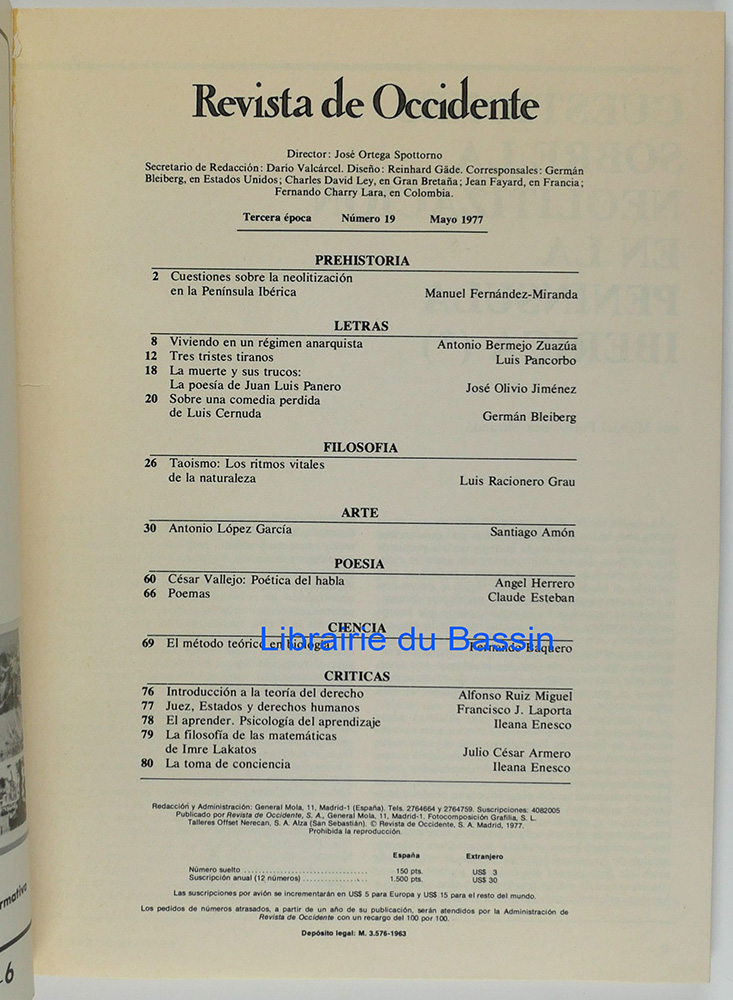 Revista de Occidente
Director: José Ortega Spottorno
Secretario de Redacción: Darío Valcárcel. Diseño: Reinhard Gäde. Corresponsales: Germán
Bleiberg, en Estados Unidos; Charles David Ley, en Gran Bretaña; Jean Fayard, en Francia;
Fernando Charry Lara, en Colombia.
Tercera época Número 19 Mayo 1977
PREHISTORIA
2 Cuestiones sobre la neolitización
en la Península Ibérica Manuel Fernández-Miranda
LETRAS
8 Viviendo en un régimen anarquista Antonio Bermejo Zuazúa
12 Tres tristes tiranos Luis Pancorbo
18 La muerte y sus trucos:
La poesía de Juan Luis Panero José Olivio Jiménez
20 Sobre una comedia perdida
de Luis Cernuda Germán Bleiberg
FILOSOFIA
26 Taoismo: Los ritmos vitales
de la naturaleza Luis Racionero Grau
ARTE
30 Antonio López García Santiago Amón
POESIA
60 César Vallejo: Poética del habla Angel Herrero
66 Poemas Claude Esteban
CIENCIA
69 El método teórico en biología Fernando Baquero
Librairie du Bassin
CRITICAS
76 Introducción a la teoría del derecho Alfonso Ruiz Miguel
77 Juez, Estados y derechos humanos Francisco J. Laporta
78 El aprender. Psicología del aprendizaje Ileana Enesco
79 La filosofía de las matemáticas
de Imre Lakatos Julio César Armero
80 La toma de conciencia Ileana Enesco
Redacción y Administración: General Mola, 11, Madrid-1 (España). Tels. 2764664 y 2764759. Suscripciones: 4082005
Publicado por Revista de Occidente, S. A., General Mola, 11, Madrid-1. Fotocomposición Grafilia, S. L.
Talleres Offset Nerecan, S. A. Alza (San Sebastián). © Revista de Occidente, S. A. Madrid, 1977.
Prohibida la reproducción.
España Extranjero
Número suelto 150 pts. US$ 3
Suscripción anual (12 números) 1.500 pts. US$ 30
Las suscripciones por avión se incrementarán en US$ 5 para Europa y US$ 15 para el resto del mundo.
Los pedidos de números atrasados, a partir de un año de su publicación, serán atendidos por la Administración de
Revista de Occidente con un recargo del 100 por 100.
Depósito legal: M. 3.576-1963